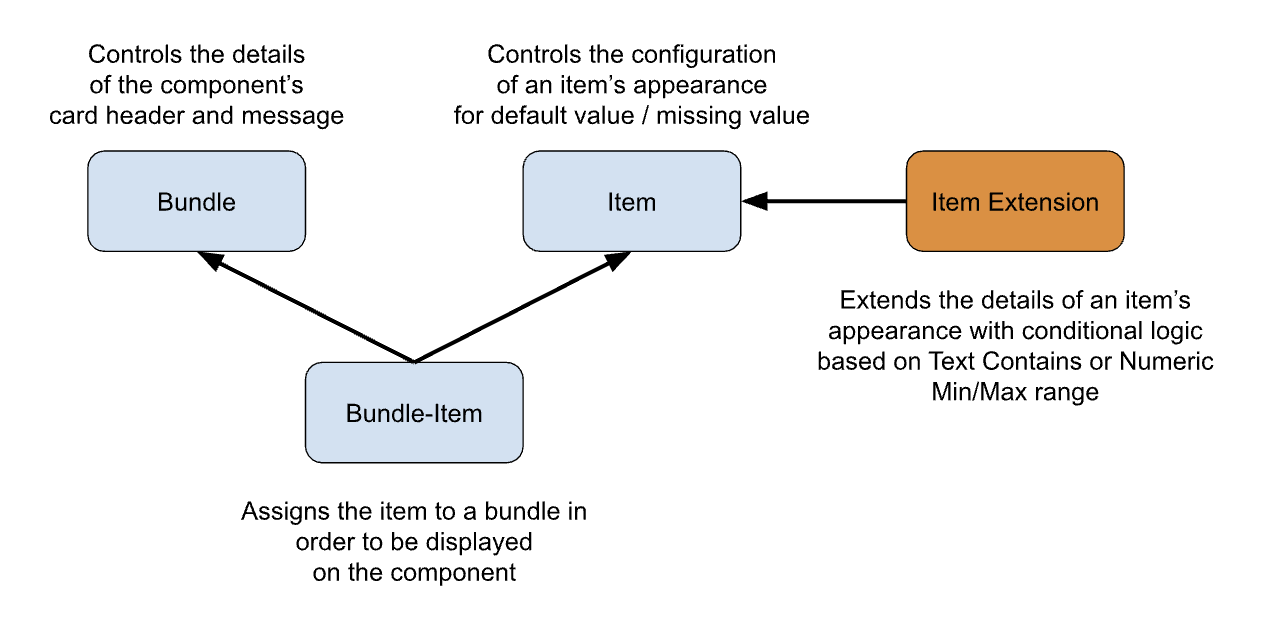 Controls the details
of the component’s
card header and message
Controls the configuration
of an item’s appearance
for default value / missing value
Bundle
Item
Item Extension
Extends the details of an item’s
appearance with conditional logic
based on Text Contains or Numeric
Min/Max range
Bundle-Item
Assigns the item to a bundle in
order to be displayed
on the component